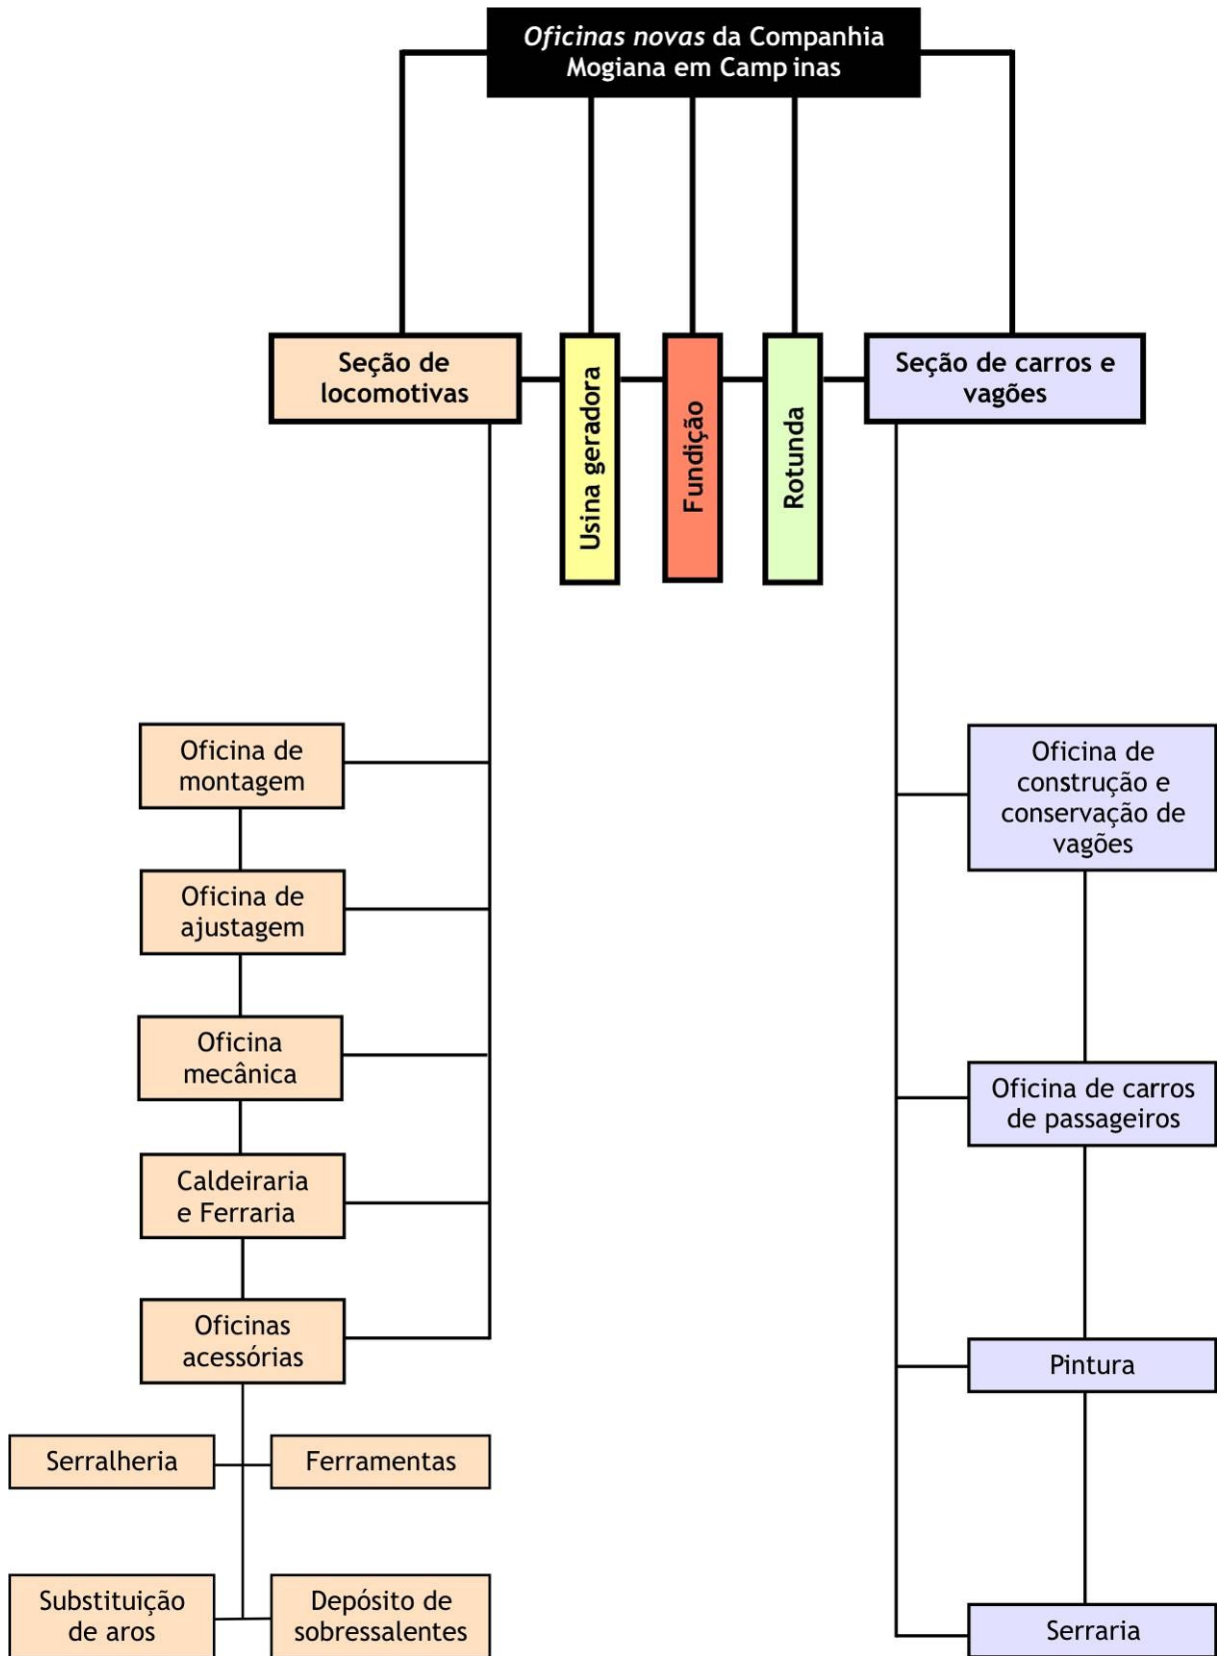 Oficinas novas da Companhia
Mogiana em Campinas
Seção de
locomotivas
Usina geradora
Fundição
Rotunda
Seção de carros e
vagões
Oficina de
montagem
Oficina de
ajustagem
Oficina
mecânica
Caldeiraria
e Ferraria
Oficinas
acessórias
Serralheria
Ferramentas
Substituição
de aros
Depósito de
sobressalentes
Oficina de
construção e
conservação de
vagões
Oficina de carros
de passageiros
Pintura
Serraria